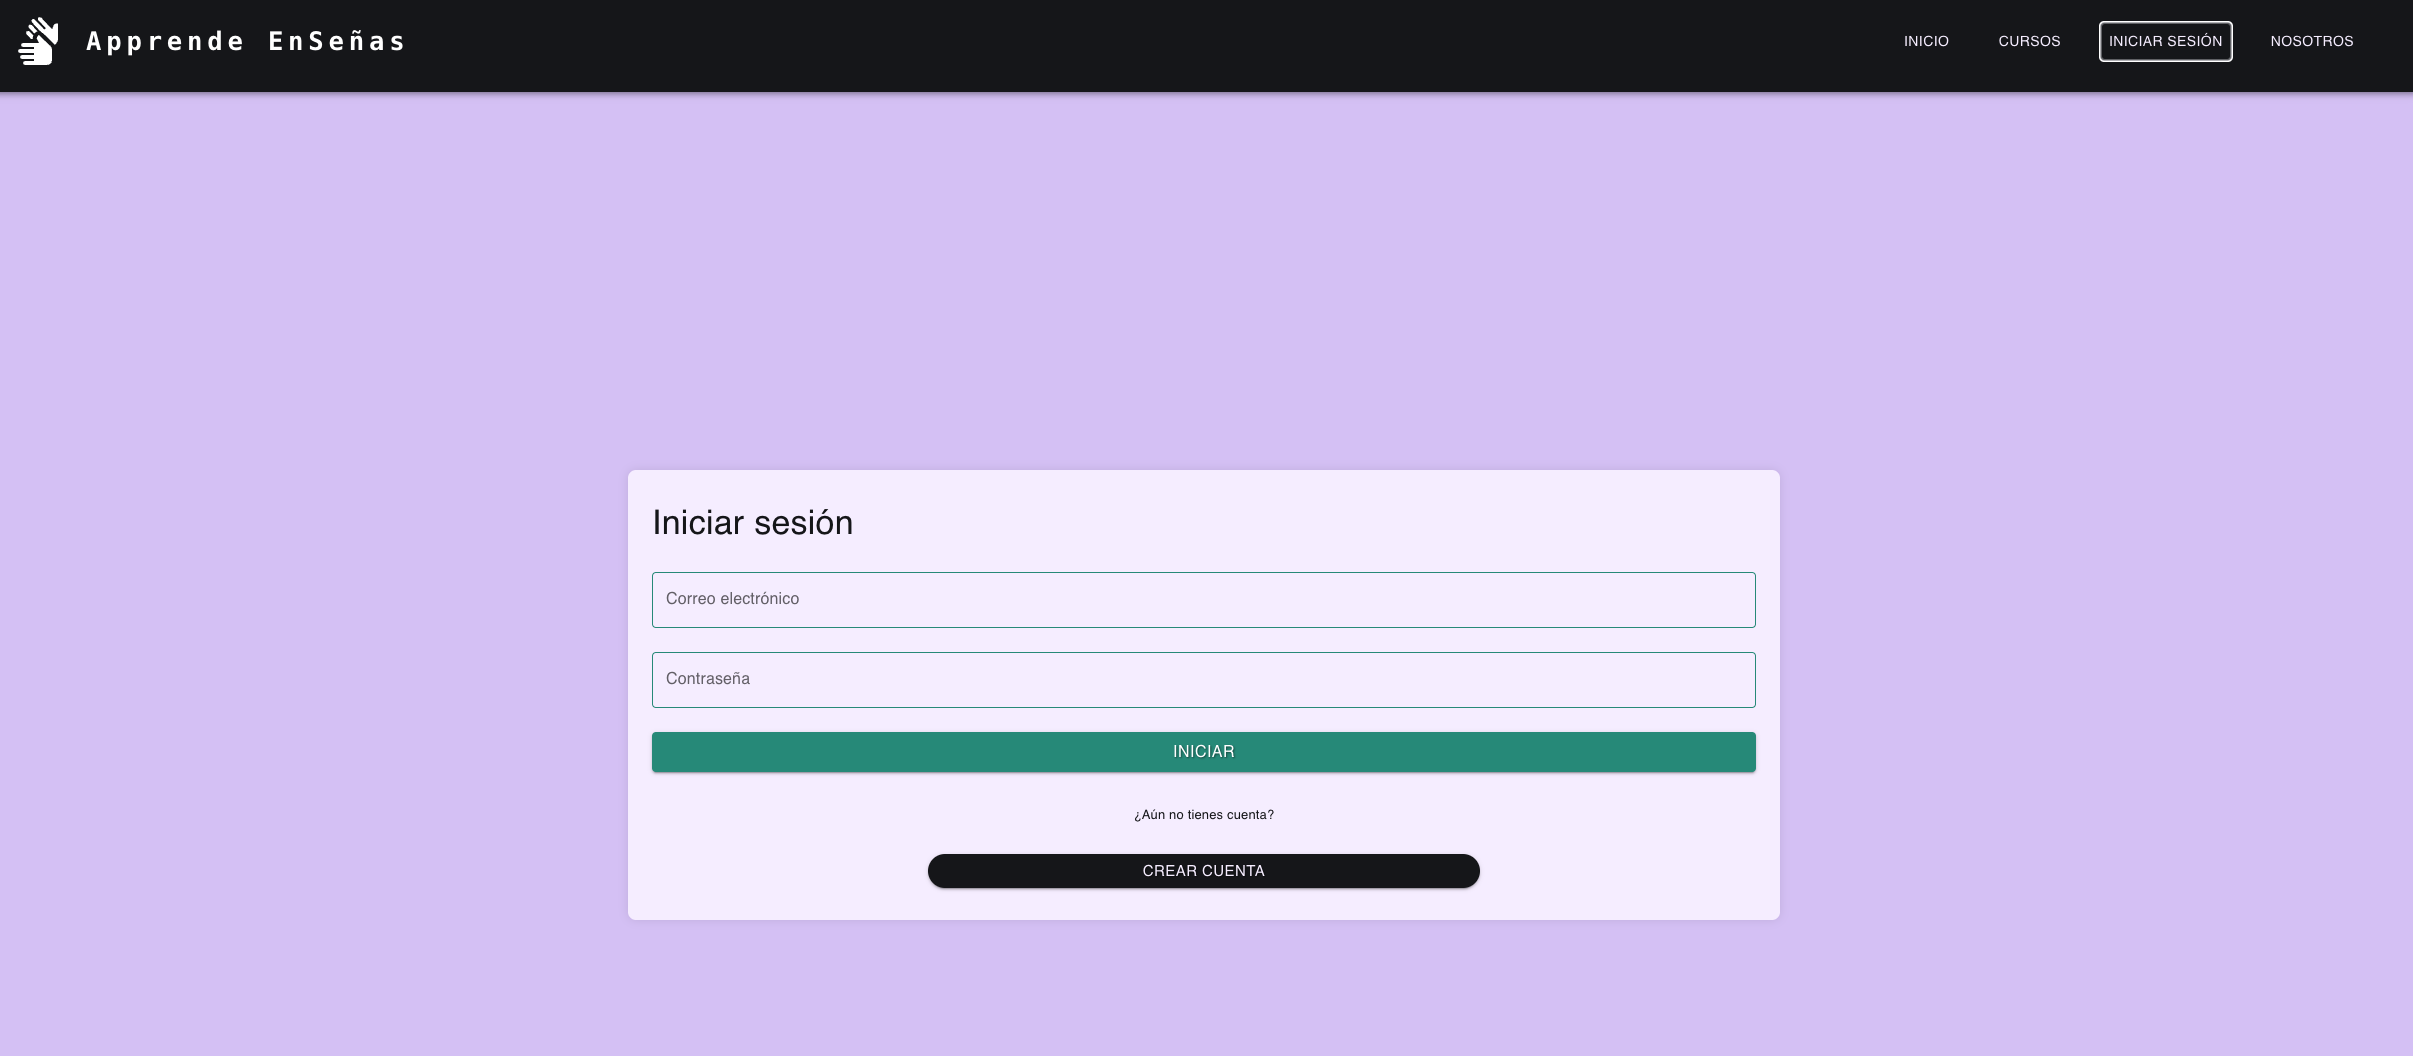 Apprende EnSeñas
INICIO CURSOS INICIAR SESIÓN NOSOTROS
Iniciar sesión
Correo electrónico
Contraseña
INICIAR
¿Aún no tienes cuenta?
CREAR CUENTA